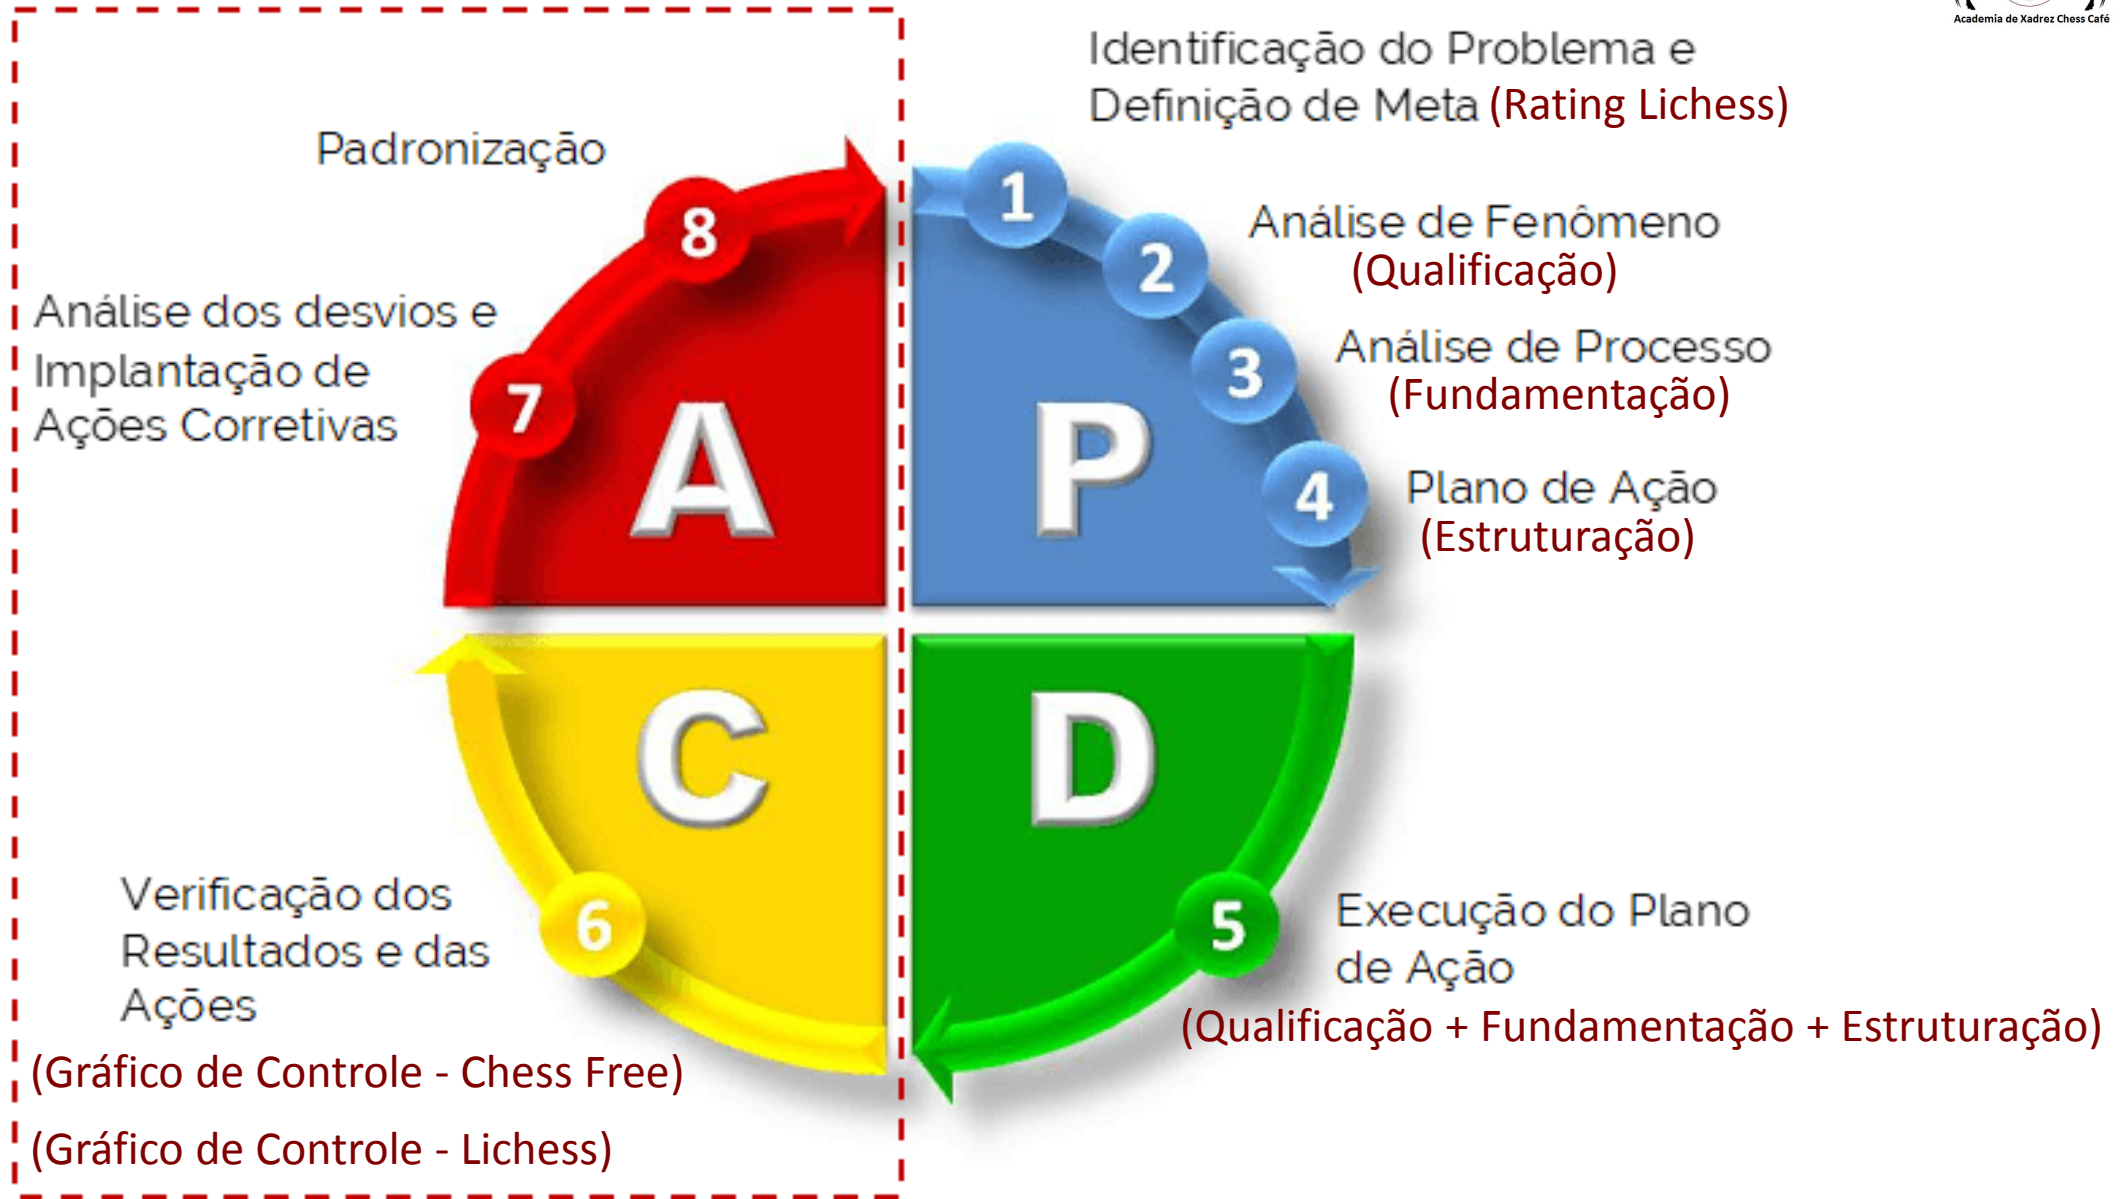 Academia de Xadrez Chess Café
Identificação do Problema e
Definição de Meta (Rating Lichess)
Padronização
1
8
2
Análise de Fenômeno
(Qualificação)
Análise dos desvios e
Implantação de
Ações Corretivas
7
3
Análise de Processo
(Fundamentação)
A
P
4
Plano de Ação
(Estruturação)
C
D
Verificação dos
Resultados e das
Ações
6
5
Execução do Plano
de Ação
(Qualificação + Fundamentação + Estruturação)
(Gráfico de Controle - Chess Free)
(Gráfico de Controle - Lichess)